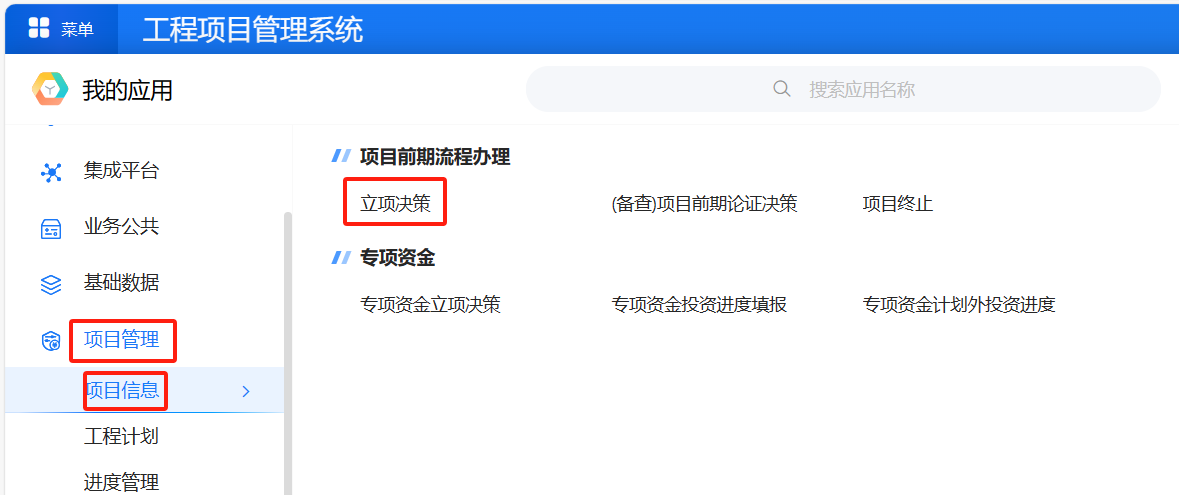 菜单
工程项目管理系统
我的应用
搜索应用名称
集成平台
业务公共
基础数据
项目管理
项目信息
工程计划
进度管理
项目前期流程办理
立项决策
(备查)项目前期论证决策
项目终止
专项资金
专项资金立项决策
专项资金投资进度填报
专项资金计划外投资进度